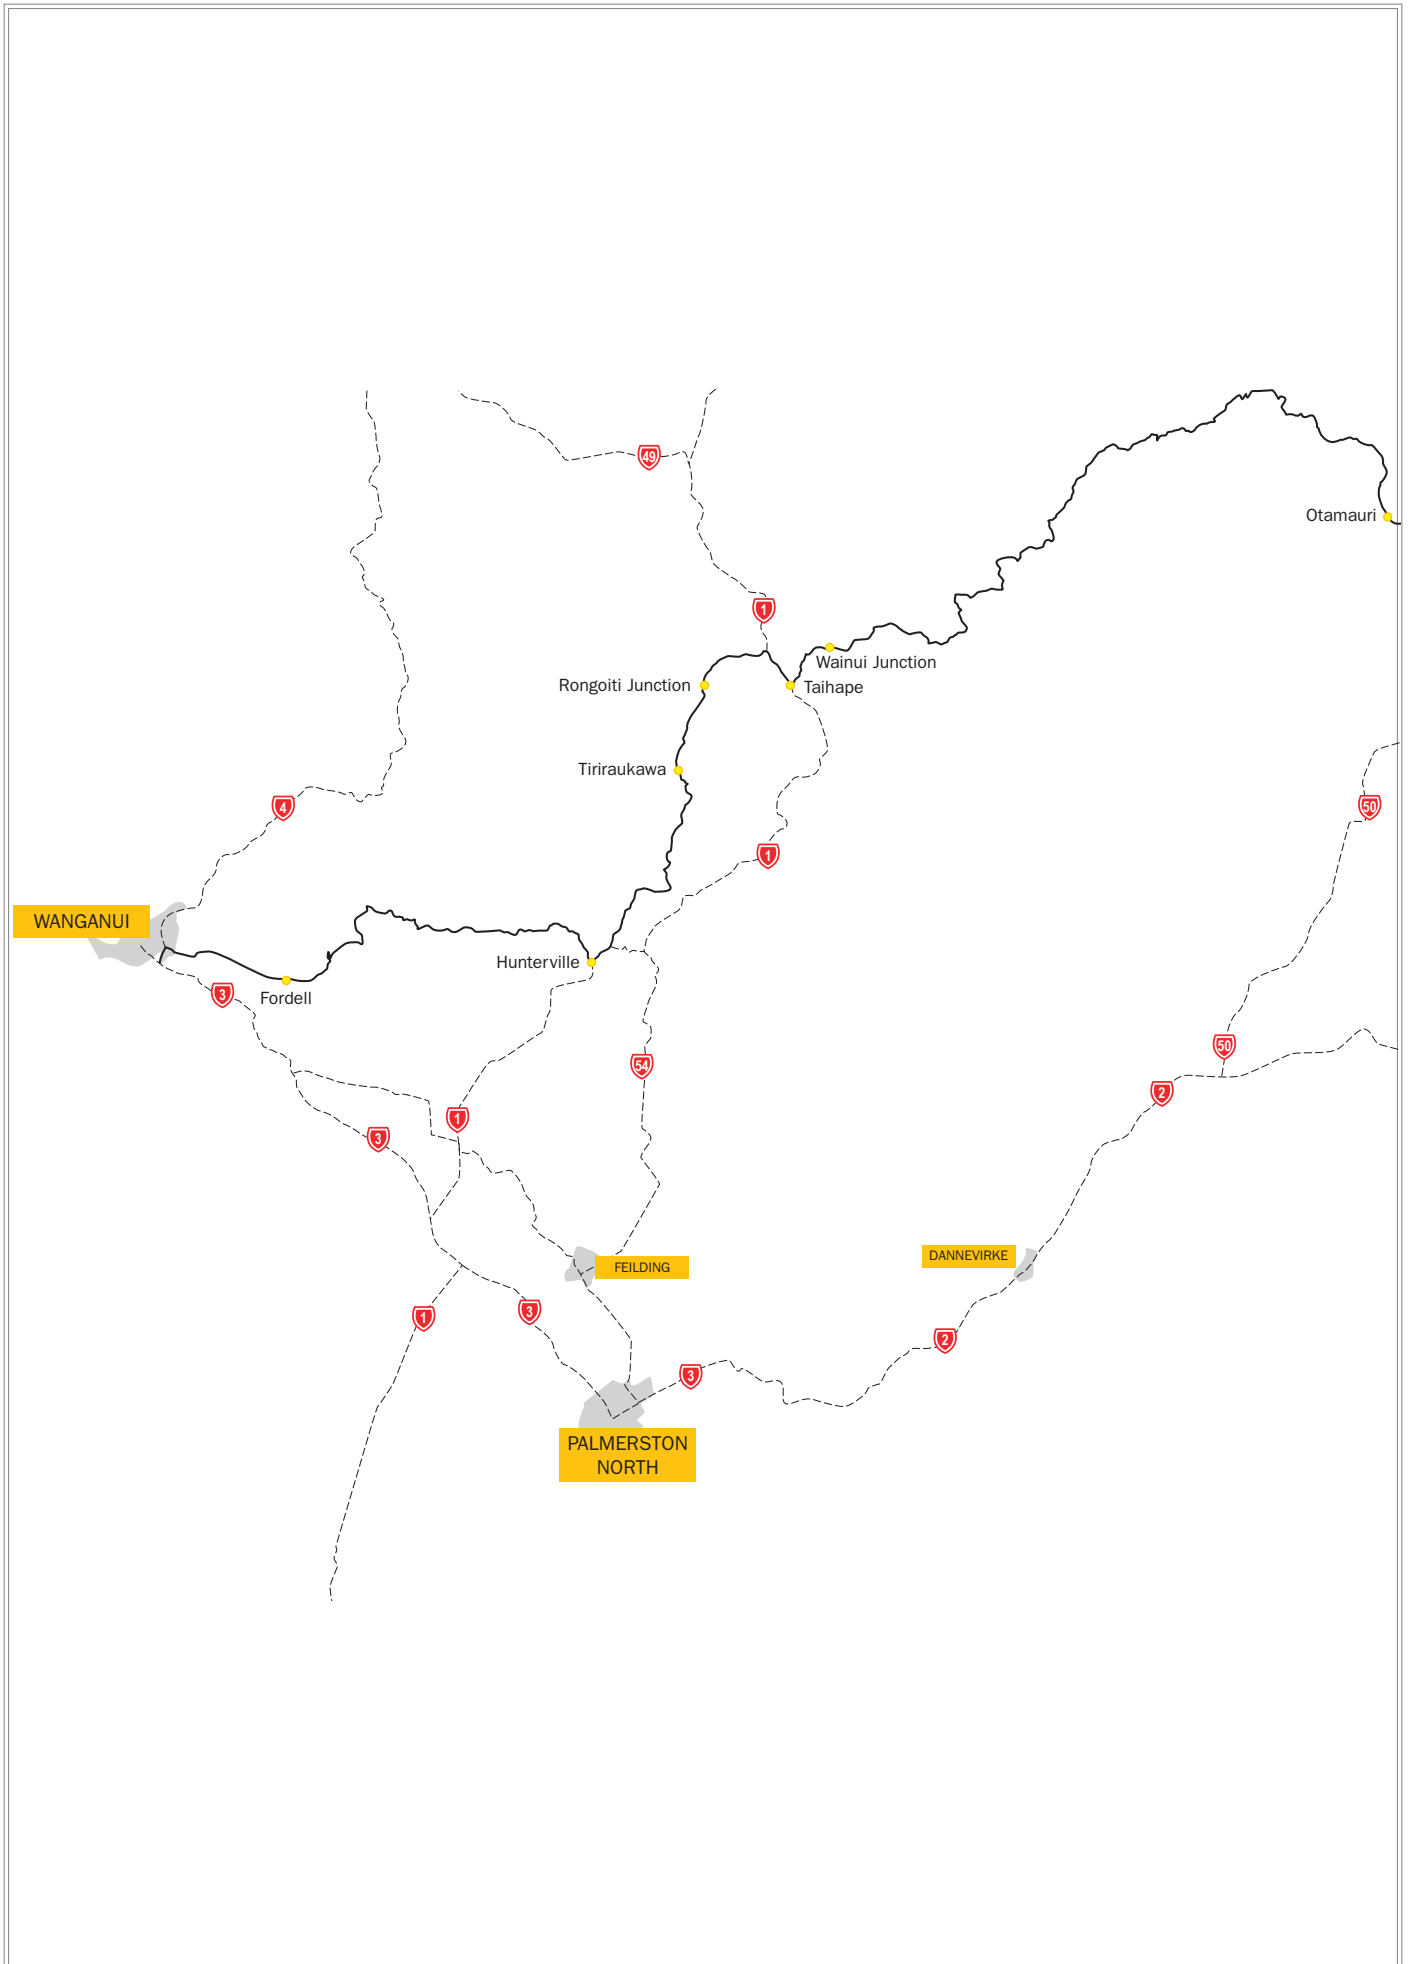 49
Otamauri
1
Wainui Junction
Rongoiti Junction
Taihape
Tiriraukawa
4
50
1
WANGANUI
Hunterville
3
Fordell
50
54
2
1
3
DANNEVIRKE
FEILDING
3
1
2
3
PALMERSTON
NORTH